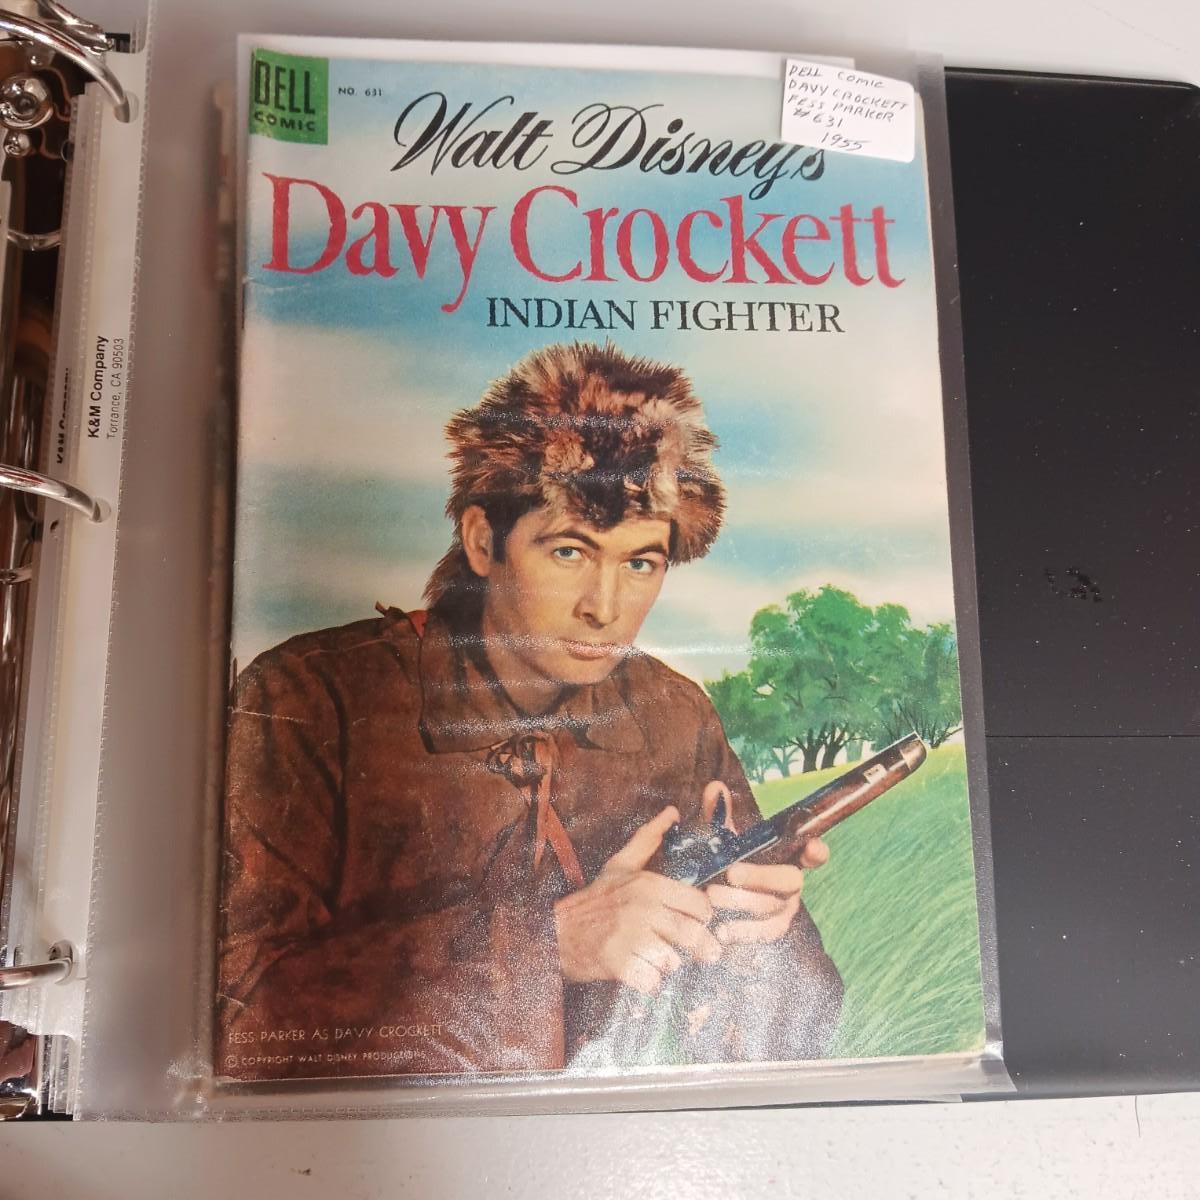 DELL
COMIC
NO. 631
Walt Disney's
Davy Crockett
INDIAN FIGHTER
DELL COMIC
DAVY CROCKETT
FESS PARKER
#631
1955
FESS PARKER AS DAVY CROCKETT
© COPYRIGHT WALT DISNEY PRODUCTIONS
K&M Company
Torrance, CA 90503
K&M Company